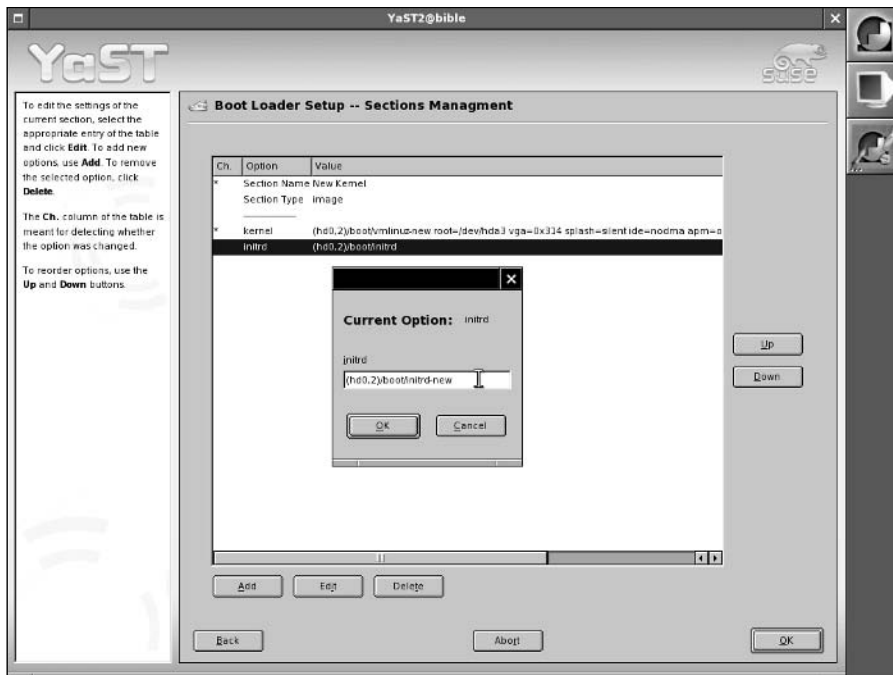 YaST2@bible
YaST
suse
To edit the settings of the
current section, select the
appropriate entry of the table
and click Edit. To add new
options, use Add. To remove
the selected option, click
Delete.
The Ch. column of the table is
meant for detecting whether
the option was changed.
To reorder options, use the
Up and Down buttons.
Boot Loader Setup -- Sections Managment
Ch. Option Value
* Section Name New Kernel
Section Type image
* kernel (hd0,2)/boot/vmlinuz-new root=/dev/hda3 vga=0x314 splash=silent ide=nodma apm=o
initrd (hd0,2)/boot/initrd
Current Option: initrd
initrd
(hd0,2)/boot/initrd-new
OK Cancel
Up
Down
Add Edit Delete
Back Abort OK